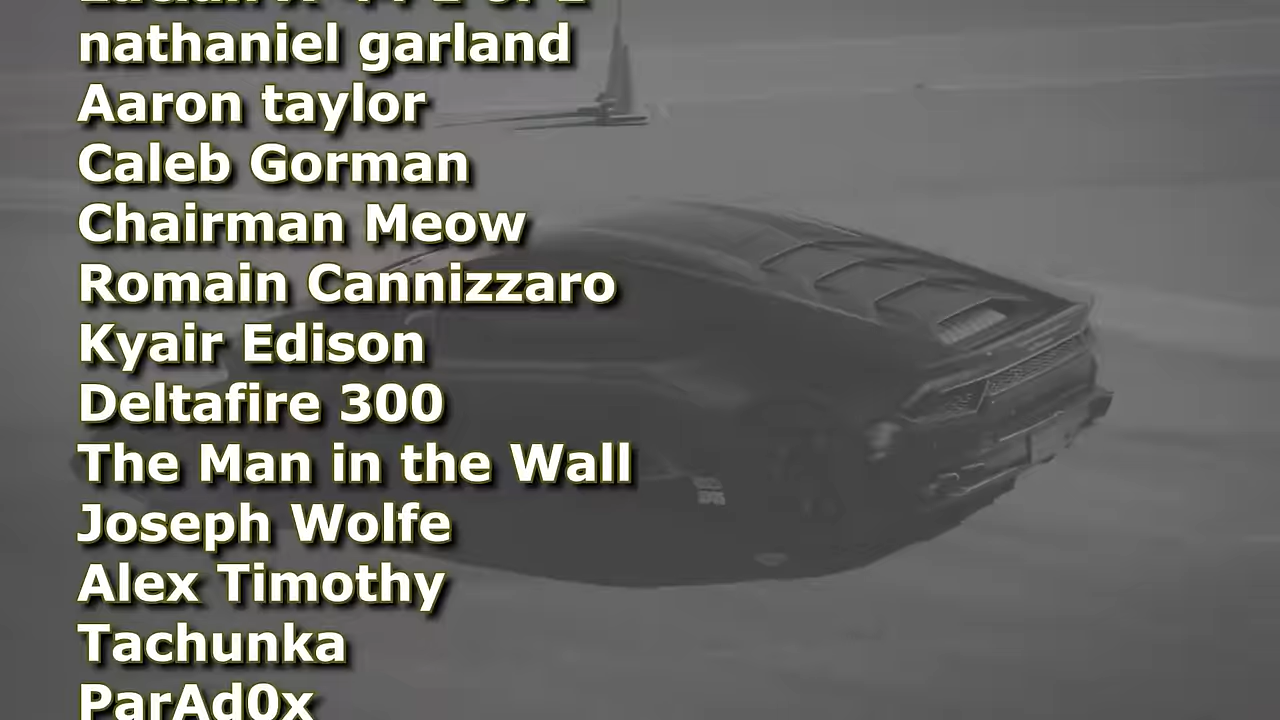 nathaniel garland
Aaron taylor
Caleb Gorman
Chairman Meow
Romain Cannizzaro
Kyair Edison
Deltafire 300
The Man in the Wall
Joseph Wolfe
Alex Timothy
Tachunka
ParAd0x